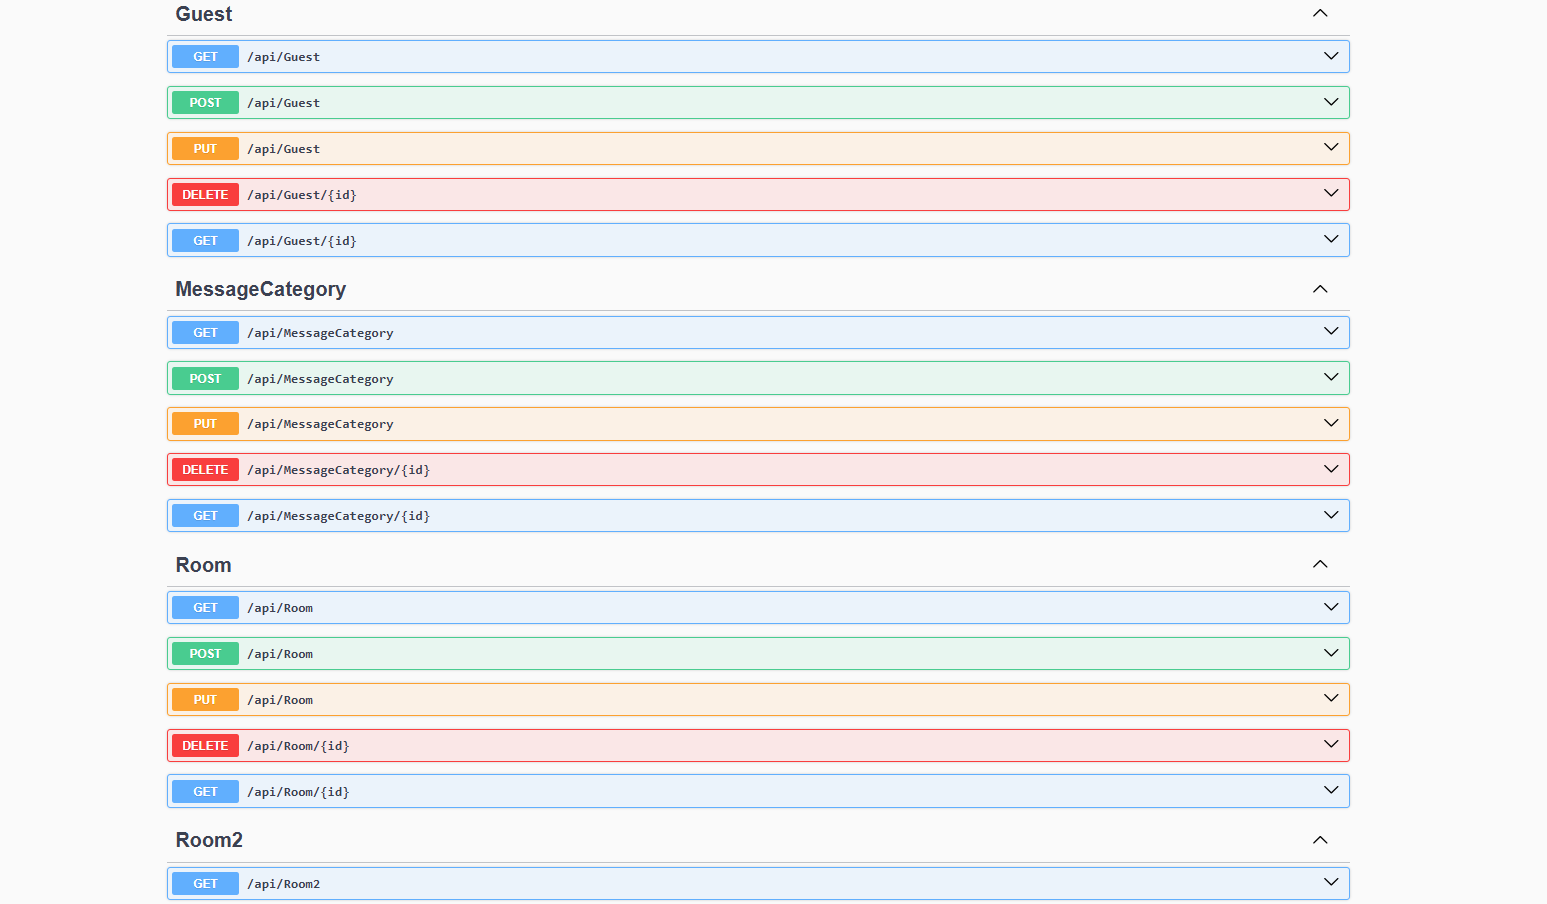 Guest
GET /api/Guest
POST /api/Guest
PUT /api/Guest
DELETE /api/Guest/{id}
GET /api/Guest/{id}
MessageCategory
GET /api/MessageCategory
POST /api/MessageCategory
PUT /api/MessageCategory
DELETE /api/MessageCategory/{id}
GET /api/MessageCategory/{id}
Room
GET /api/Room
POST /api/Room
PUT /api/Room
DELETE /api/Room/{id}
GET /api/Room/{id}
Room2
GET /api/Room2